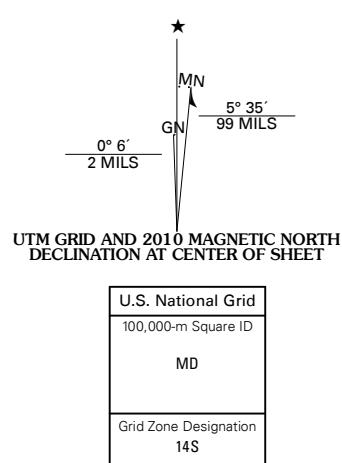 ★
MN
5° 35´
99 MILS
GN
0° 6´
2 MILS
UTM GRID AND 2010 MAGNETIC NORTH
DECLINATION AT CENTER OF SHEET
U.S. National Grid
100,000-m Square ID
MD
Grid Zone Designation
14S